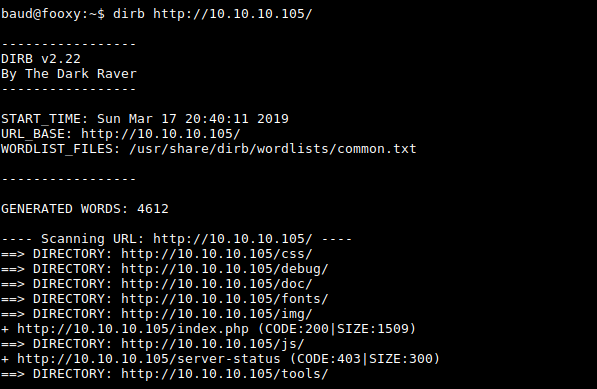 baud@fooxy:~$ dirb http://10.10.10.105/
-----------------
DIRB v2.22
By The Dark Raver
-----------------
START_TIME: Sun Mar 17 20:40:11 2019
URL_BASE: http://10.10.10.105/
WORDLIST_FILES: /usr/share/dirb/wordlists/common.txt
-----------------
GENERATED WORDS: 4612
---- Scanning URL: http://10.10.10.105/ ----
==> DIRECTORY: http://10.10.10.105/css/
==> DIRECTORY: http://10.10.10.105/debug/
==> DIRECTORY: http://10.10.10.105/doc/
==> DIRECTORY: http://10.10.10.105/fonts/
==> DIRECTORY: http://10.10.10.105/img/
+ http://10.10.10.105/index.php (CODE:200|SIZE:1509)
==> DIRECTORY: http://10.10.10.105/js/
+ http://10.10.10.105/server-status (CODE:403|SIZE:300)
==> DIRECTORY: http://10.10.10.105/tools/